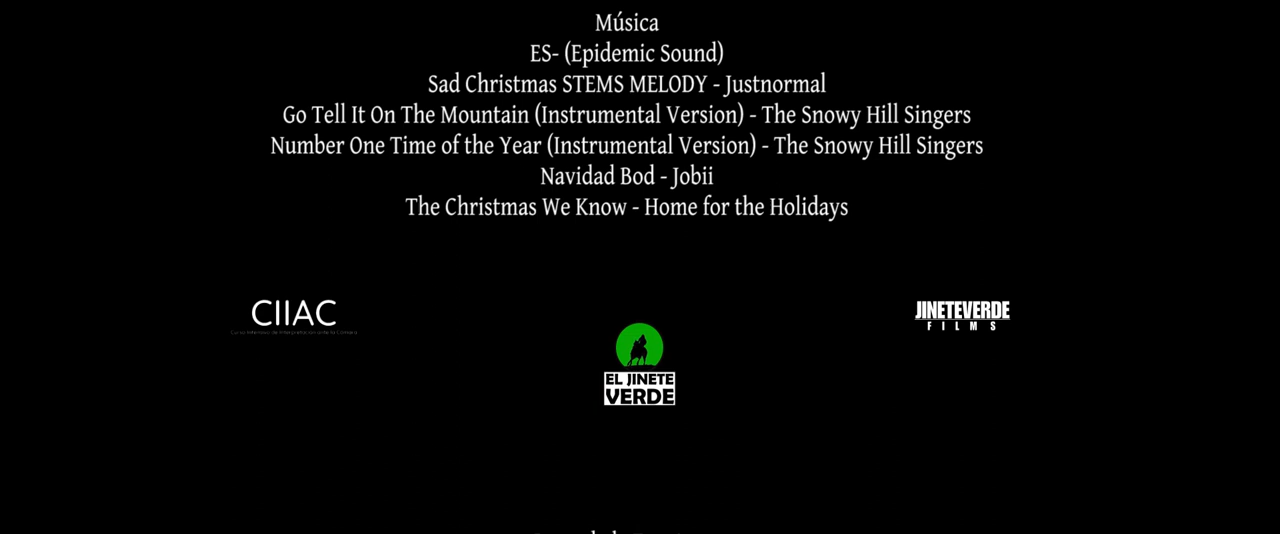 Música
ES- (Epidemic Sound)
Sad Christmas STEMS MELODY - Justnormal
Go Tell It On The Mountain (Instrumental Version) - The Snowy Hill Singers
Number One Time of the Year (Instrumental Version) - The Snowy Hill Singers
Navidad Bod - Jobii
The Christmas We Know - Home for the Holidays
CIIAC
JINETEVERDE
FILMS
EL JINETE
VERDE